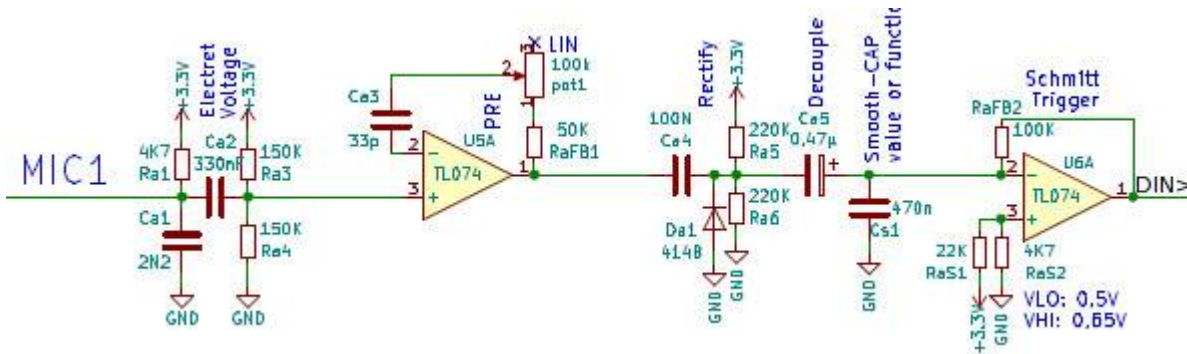 MIC1
+3.3V
4K7
Ra1
Ca1
2N2
GND
Electret
Voltage
Ca2
330nF
+3.3V
150K
Ra3
150K
Ra4
GND
Ca3
33p
PRE
LIN
100k
pot1
2
1
50K
RaFB1
U5A
TL074
2
3
1
100N
Ca4
Rectify
+3.3V
220K
Ra5
220K
Ra6
Da1
4148
GND
GND
Decouple
Ca5
0,47µ
Smooth-CAP
470n
Cs1
GND
Schmitt
Trigger
RaFB2
100K
U6A
TL074
2
3
1
DIN>
22K
RaS1
4K7
RaS2
+3.3V
GND
VLO: 0,5V
VHI: 0,65V